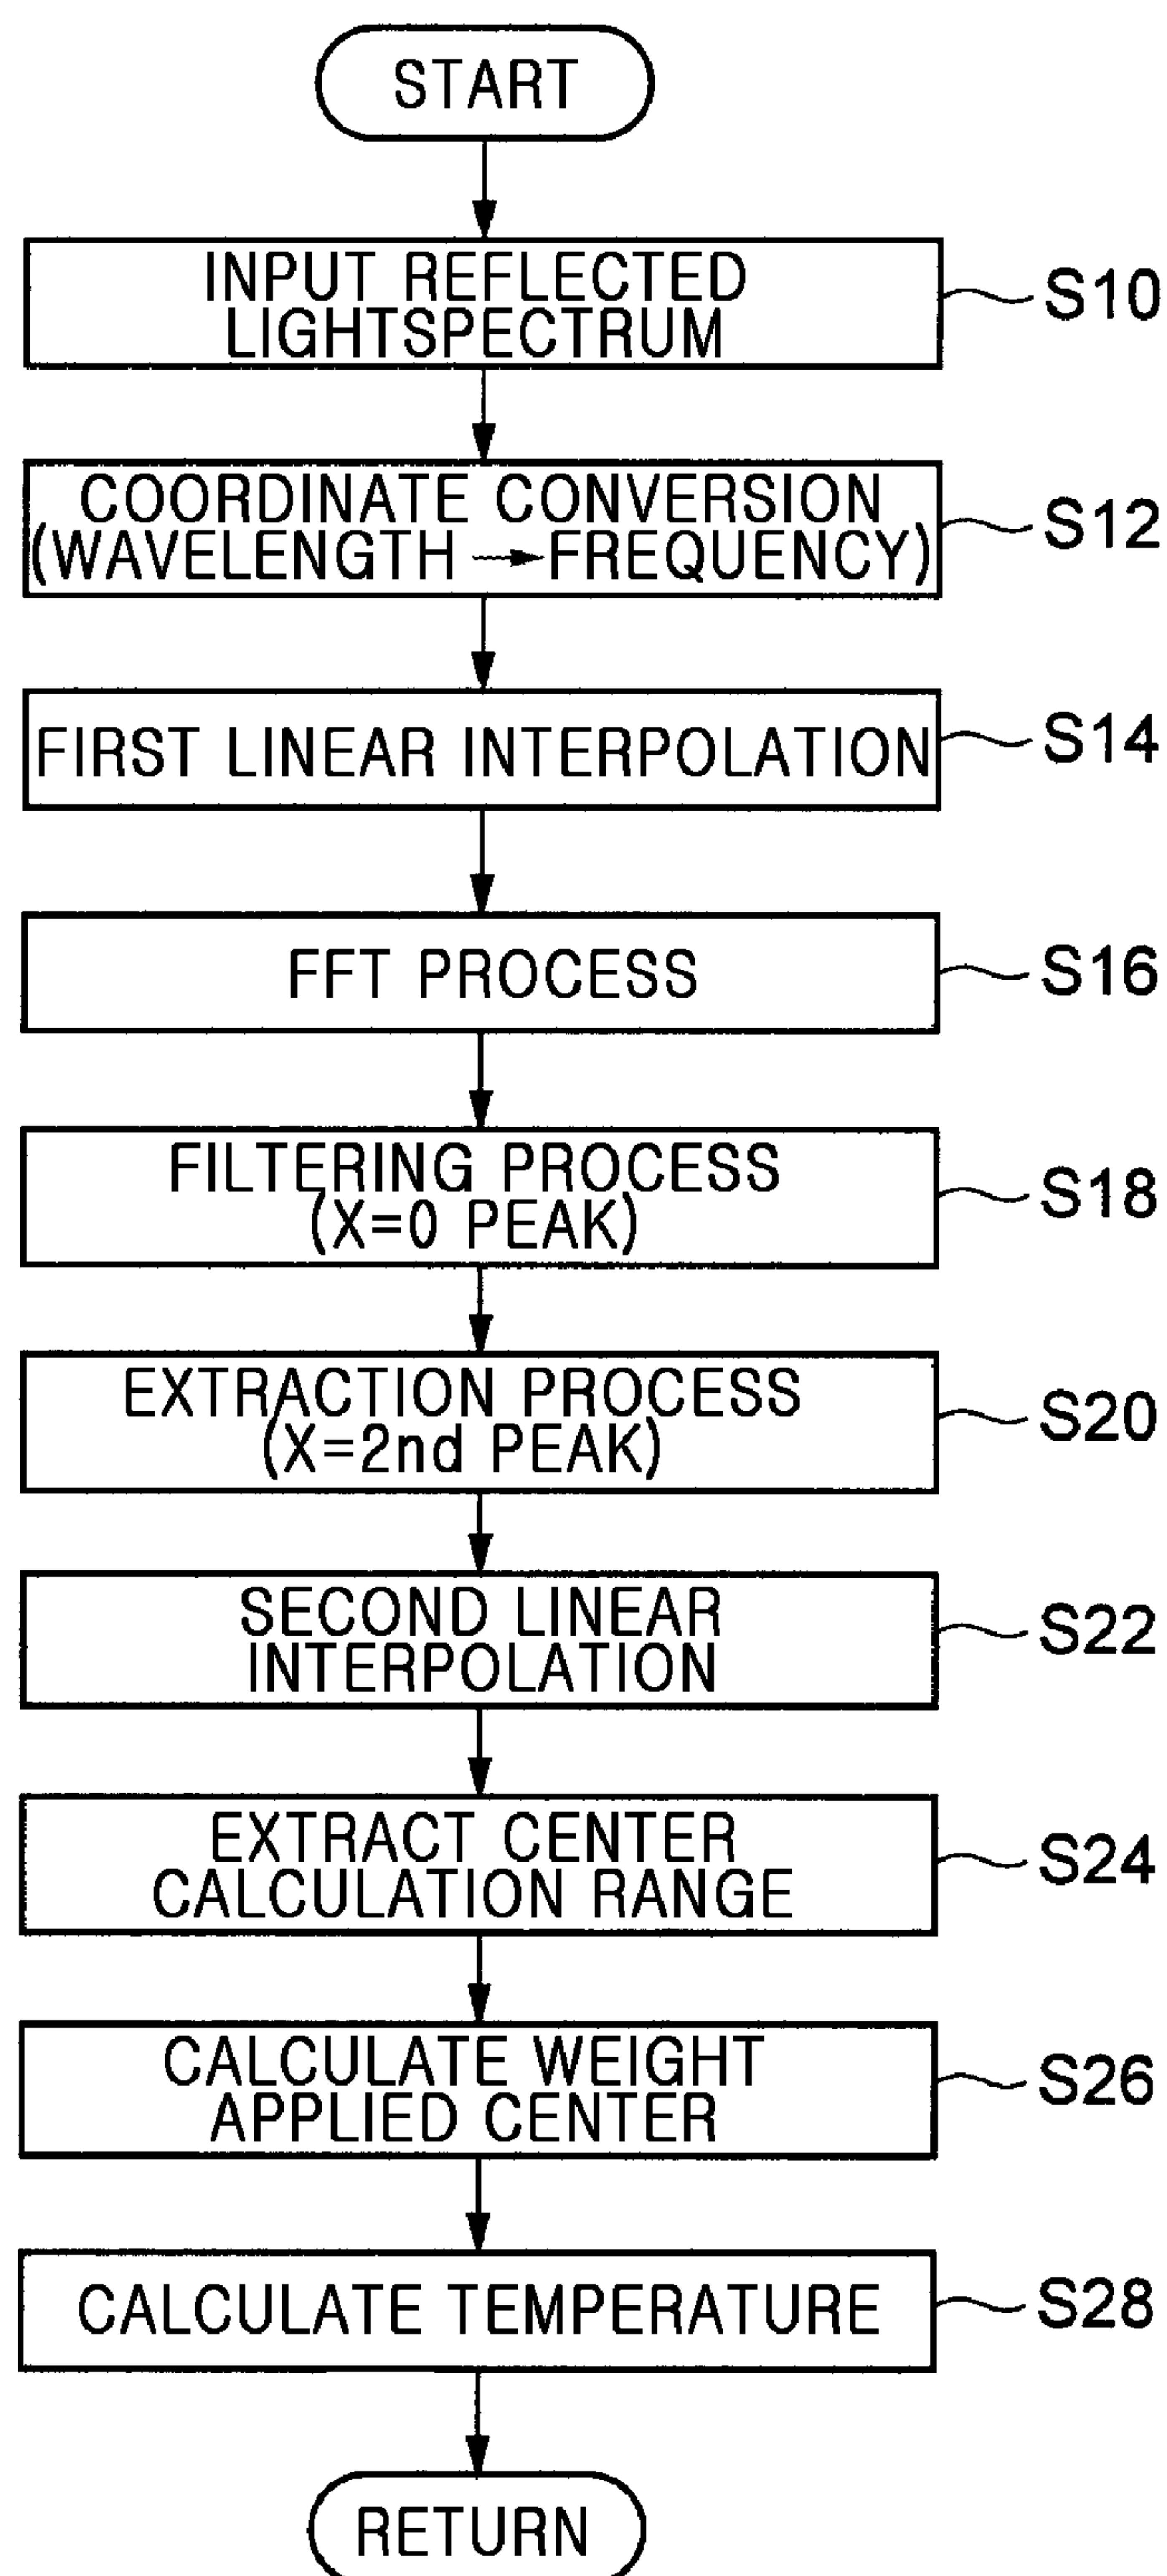 START
INPUT REFLECTED
LIGHTSPECTRUM
S10
COORDINATE CONVERSION
(WAVELENGTH → FREQUENCY)
S12
FIRST LINEAR INTERPOLATION
S14
FFT PROCESS
S16
FILTERING PROCESS
(X=0 PEAK)
S18
EXTRACTION PROCESS
(X=2nd PEAK)
S20
SECOND LINEAR
INTERPOLATION
S22
EXTRACT CENTER
CALCULATION RANGE
S24
CALCULATE WEIGHT
APPLIED CENTER
S26
CALCULATE TEMPERATURE
S28
RETURN